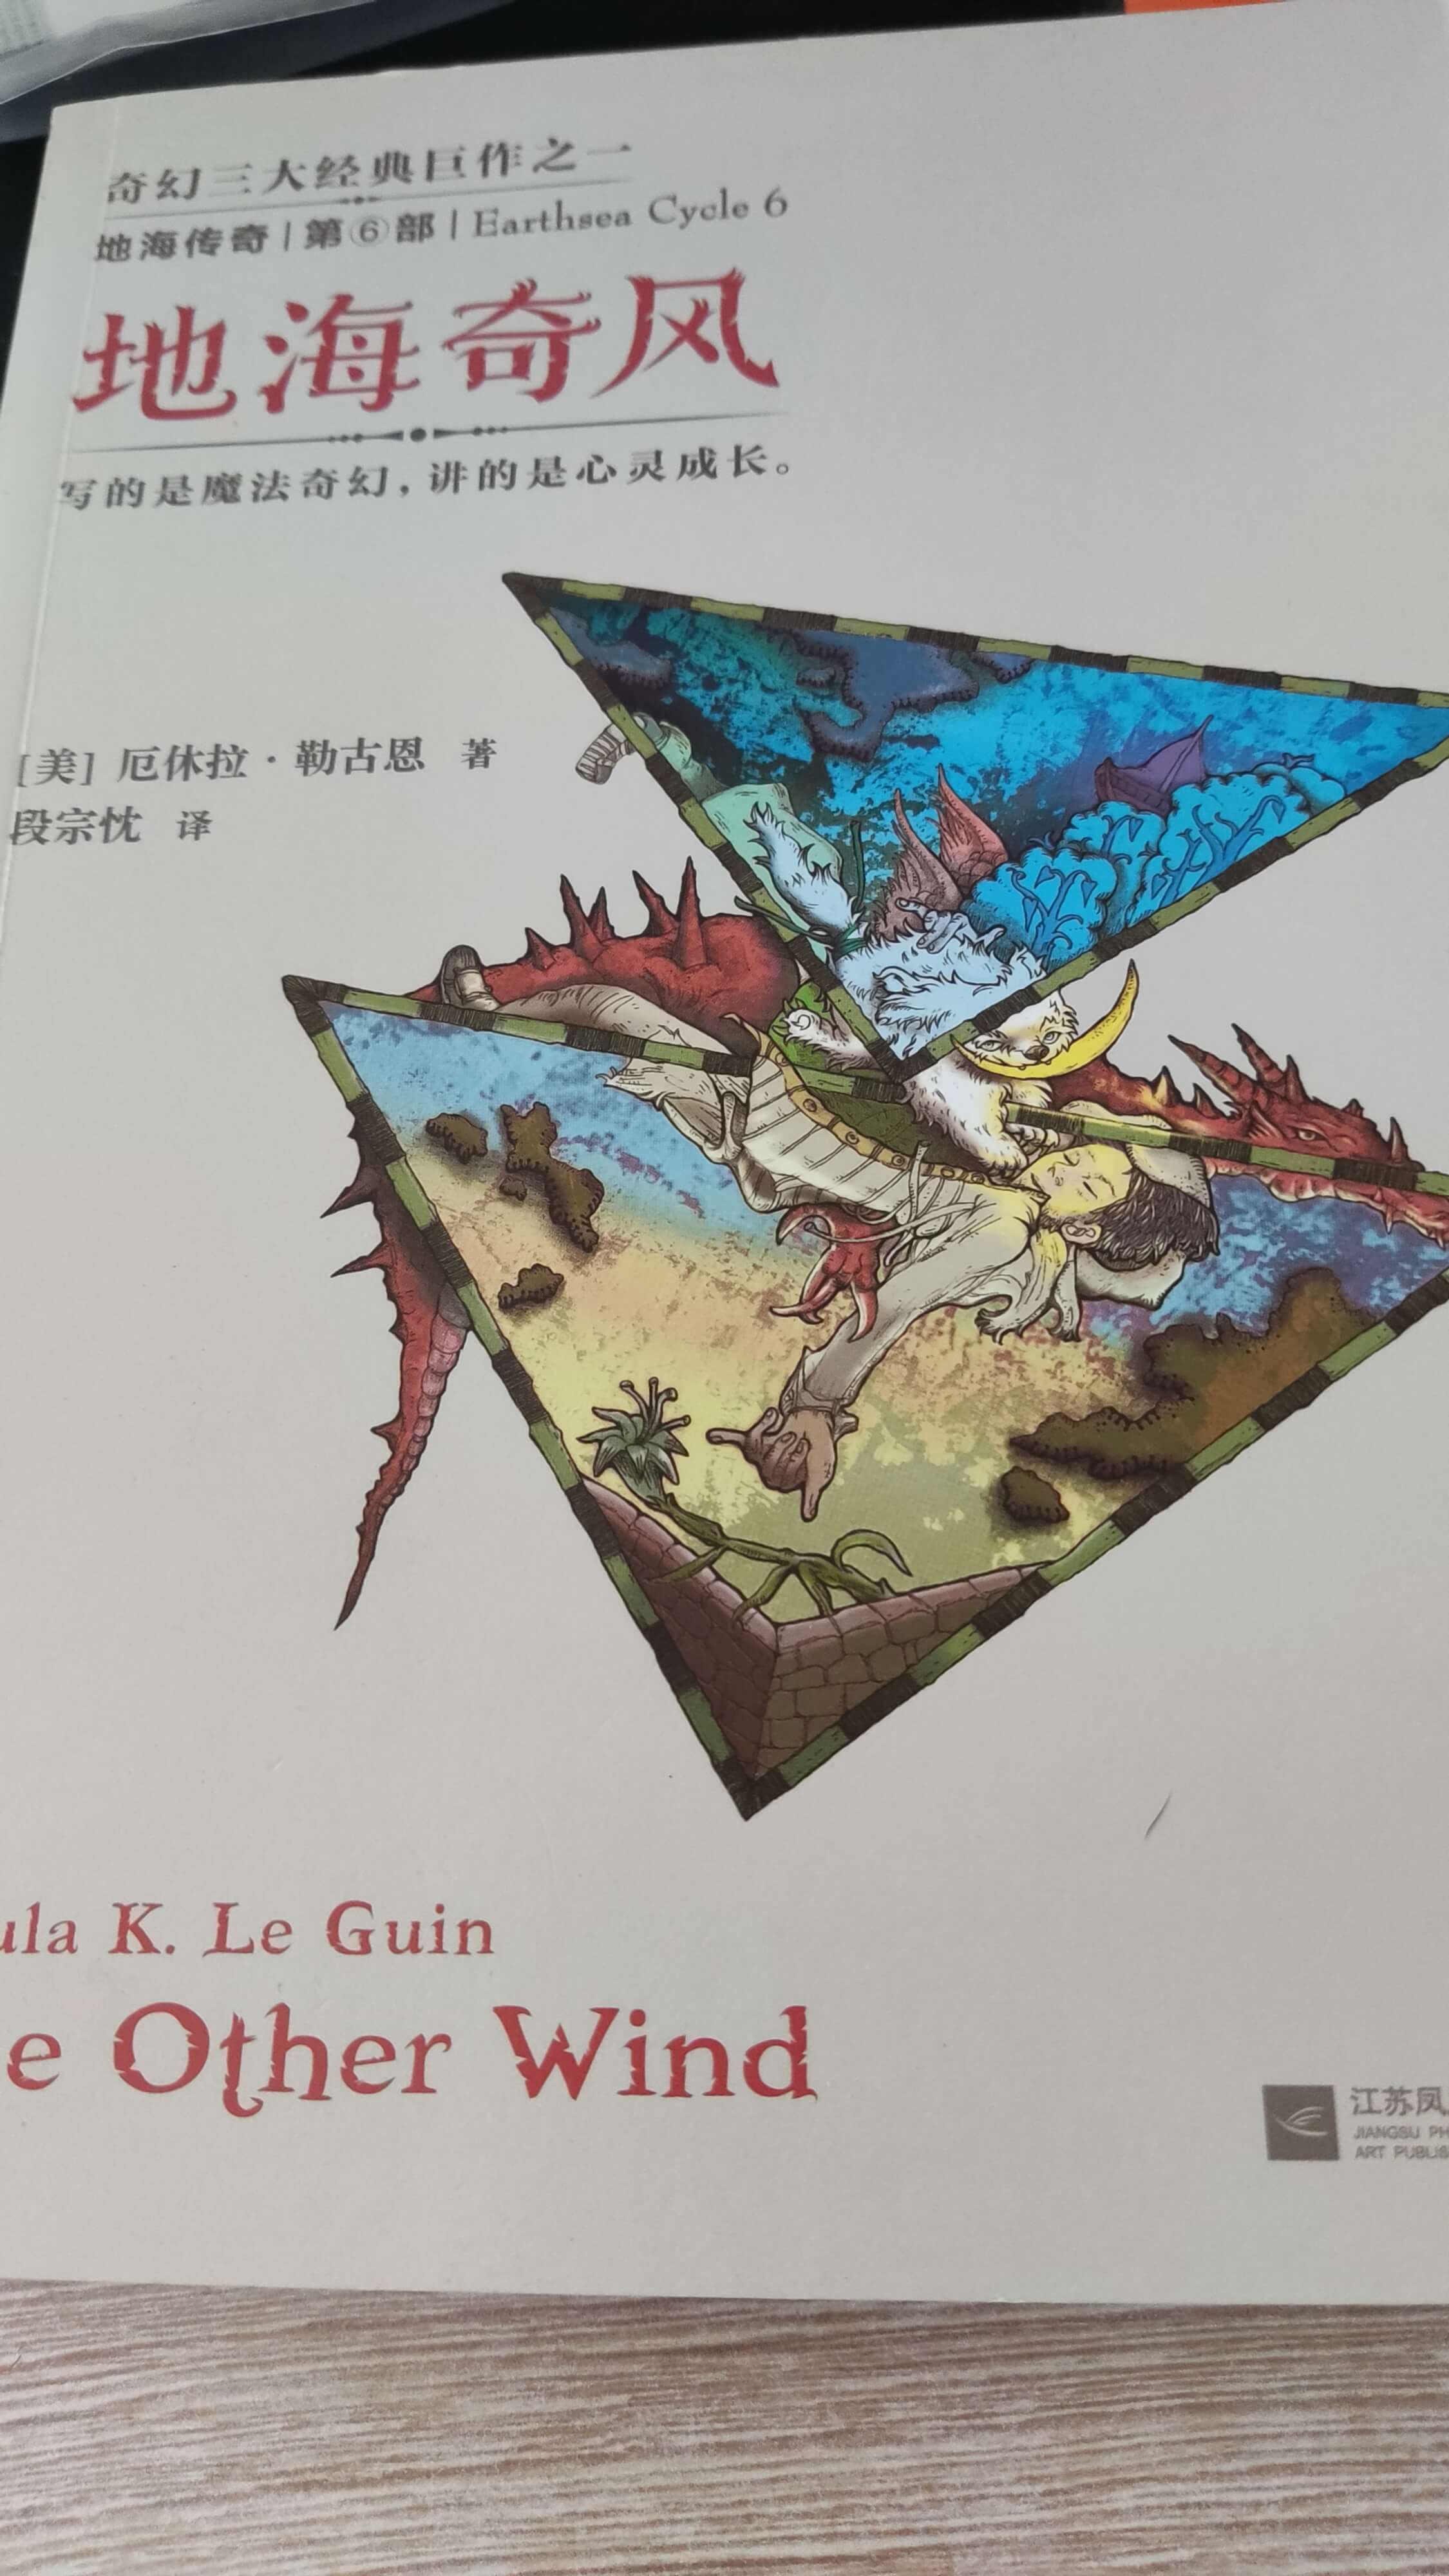 奇幻三大经典巨作之一
地海传奇|第⑥部|Earthsea Cycle 6
地海奇风
写的是魔法奇幻，讲的是心灵成长。
[美] 厄休拉·勒古恩 著
段宗忱 译
ula K. Le Guin
e Other Wind
江苏凤
JIANGSU PH
ART PUBLIS